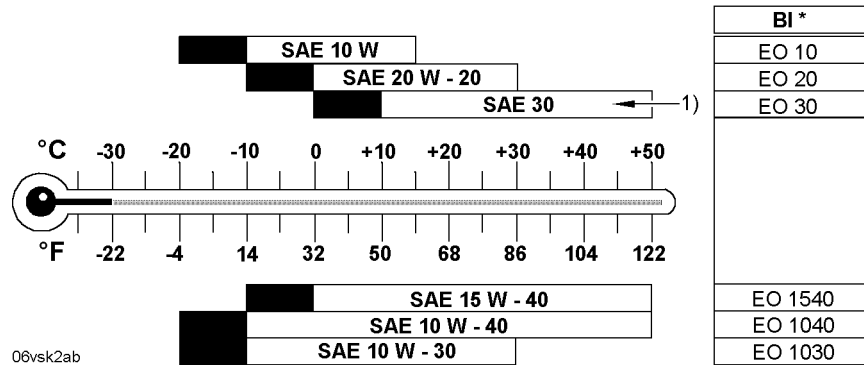 BI *
SAE 10 W EO 10
SAE 20 W - 20 EO 20
SAE 30 1) EO 30
°C -30 -20 -10 0 +10 +20 +30 +40 +50
°F -22 -4 14 32 50 68 86 104 122
SAE 15 W - 40 EO 1540
SAE 10 W - 40 EO 1040
SAE 10 W - 30 EO 1030
06vsk2ab